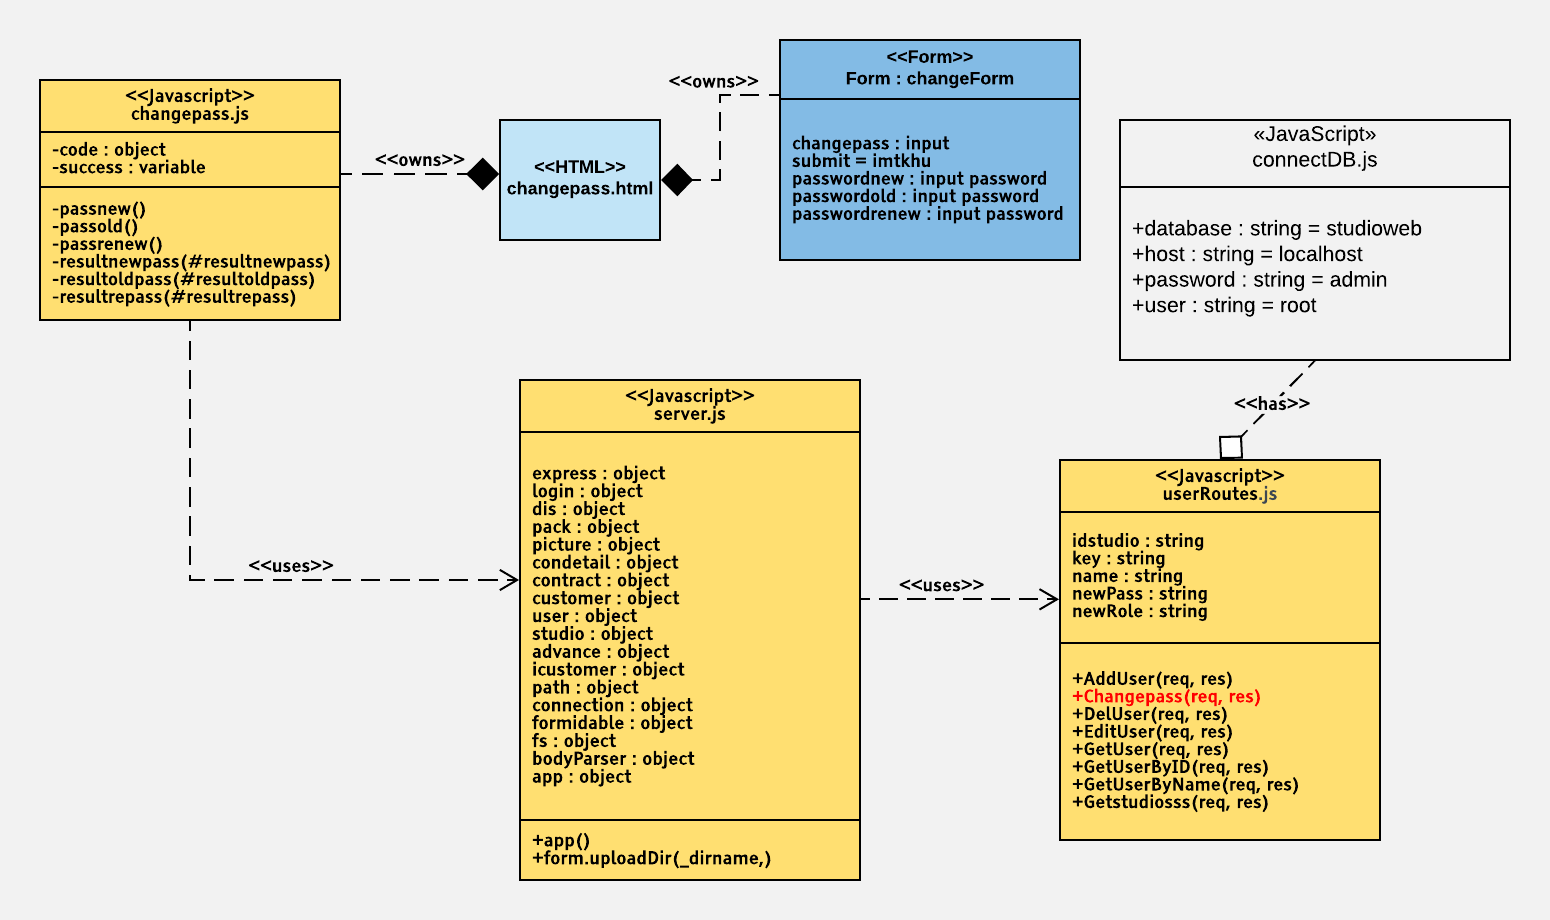 <<Javascript>>
changepass.js
-code : object
-success : variable
-passnew()
-passold()
-passrenew()
-resultnewpass(#resultnewpass)
-resultoldpass(#resultoldpass)
-resultrepass(#resultrepass)
<<owns>>
<<HTML>>
changepass.html
<<owns>>
<<Form>>
Form : changeForm
changepass : input
submit = imtkhu
passwordnew : input password
passwordold : input password
passwordrenew : input password
«JavaScript»
connectDB.js
+database : string = studioweb
+host : string = localhost
+password : string = admin
+user : string = root
<<has>>
<<uses>>
<<Javascript>>
server.js
express : object
login : object
dis : object
pack : object
picture : object
condetail : object
contract : object
customer : object
user : object
studio : object
advance : object
icustomer : object
path : object
connection : object
formidable : object
fs : object
bodyParser : object
app : object
+app()
+form.uploadDir(_dirname,)
<<uses>>
<<Javascript>>
userRoutes.js
idstudio : string
key : string
name : string
newPass : string
newRole : string
+AddUser(req, res)
+Changepass(req, res)
+DelUser(req, res)
+EditUser(req, res)
+GetUser(req, res)
+GetUserByID(req, res)
+GetUserByName(req, res)
+Getstudiosss(req, res)